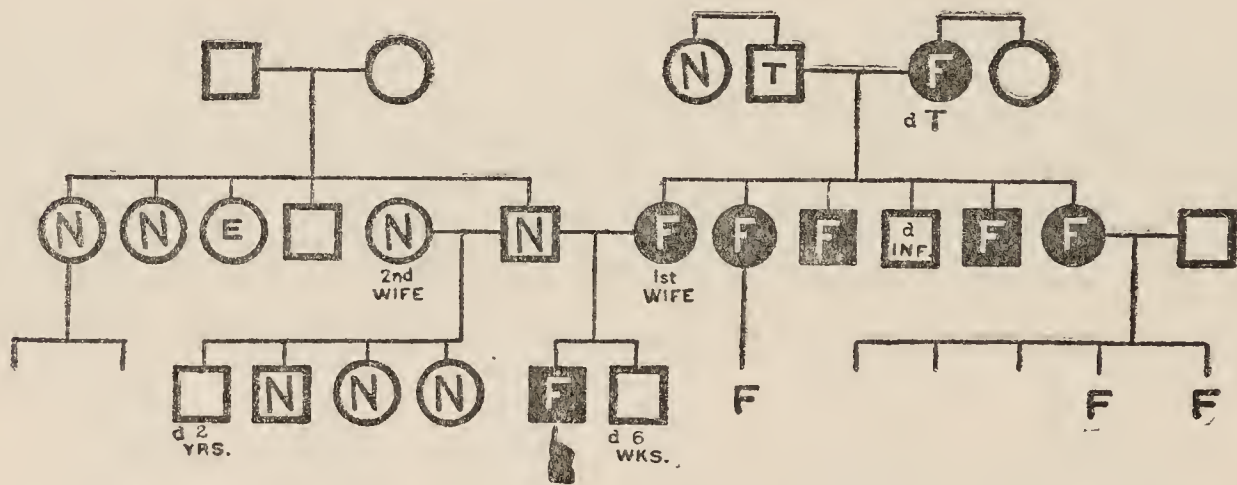 N T F
d T
N N E N N F F F d F F
INF.
2nd
WIFE
1st
WIFE
N N N F F F F
d 2
YRS.
d 6
WKS.